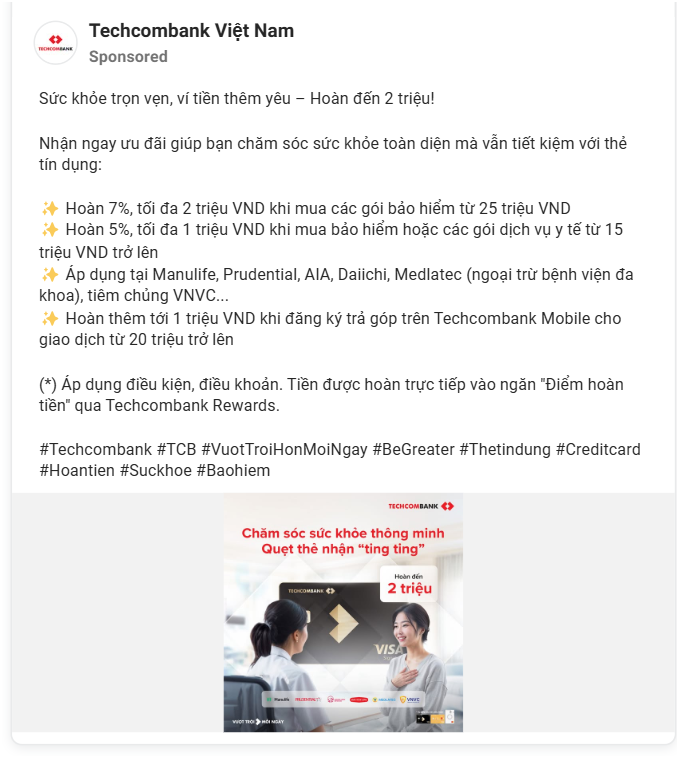 Techcombank Việt Nam
TECHCOMBANK
Sponsored
Sức khỏe trọn vẹn, ví tiền thêm yêu – Hoàn đến 2 triệu!
Nhận ngay ưu đãi giúp bạn chăm sóc sức khỏe toàn diện mà vẫn tiết kiệm với thẻ
tín dụng:
✨ Hoàn 7%, tối đa 2 triệu VND khi mua các gói bảo hiểm từ 25 triệu VND
✨ Hoàn 5%, tối đa 1 triệu VND khi mua bảo hiểm hoặc các gói dịch vụ y tế từ 15
triệu VND trở lên
✨ Áp dụng tại Manulife, Prudential, AIA, Daiichi, Medlatec (ngoại trừ bệnh viện đa
khoa), tiêm chủng VNVC...
✨ Hoàn thêm tới 1 triệu VND khi đăng ký trả góp trên Techcombank Mobile cho
giao dịch từ 20 triệu trở lên
(*) Áp dụng điều kiện, điều khoản. Tiền được hoàn trực tiếp vào ngăn "Điểm hoàn
tiền" qua Techcombank Rewards.
#Techcombank #TCB #VuotTroiHonMoiNgay #BeGreater #Thetindung #Creditcard
#Hoantien #Suckhoe #Baohiem
TECHCOMBANK
Chăm sóc sức khỏe thông minh
Quẹt thẻ nhận “ting ting”
Hoàn đến
2 triệu
TECHCOMBANK
VISA
Manulife
PRUDENTIAL
VNVC
VƯỢT TRỘI MỖI NGÀY